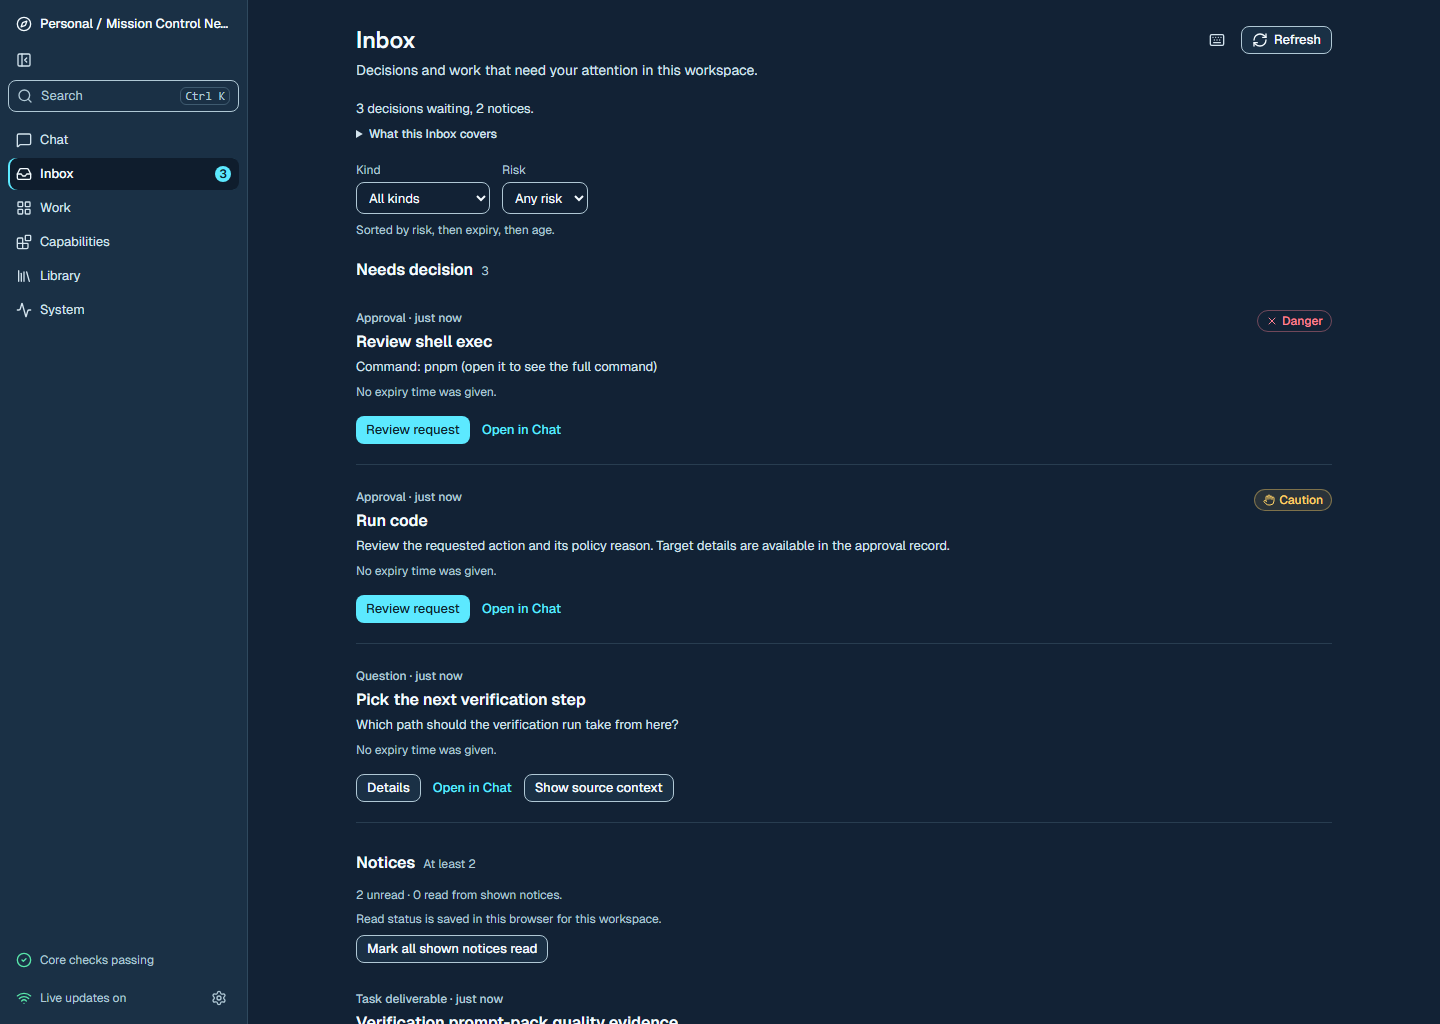 Personal / Mission Control Ne...
Search
Ctrl K
Chat
Inbox
3
Work
Capabilities
Library
System
Core checks passing
Live updates on
Inbox
Refresh
Decisions and work that need your attention in this workspace.
3 decisions waiting, 2 notices.
What this Inbox covers
Kind
Risk
All kinds
Any risk
Sorted by risk, then expiry, then age.
Needs decision 3
Approval · just now
Danger
Review shell exec
Command: pnpm (open it to see the full command)
No expiry time was given.
Review request
Open in Chat
Approval · just now
Caution
Run code
Review the requested action and its policy reason. Target details are available in the approval record.
No expiry time was given.
Review request
Open in Chat
Question · just now
Pick the next verification step
Which path should the verification run take from here?
No expiry time was given.
Details
Open in Chat
Show source context
Notices At least 2
2 unread · 0 read from shown notices.
Read status is saved in this browser for this workspace.
Mark all shown notices read
Task deliverable · just now
Verification prompt-pack quality evidence